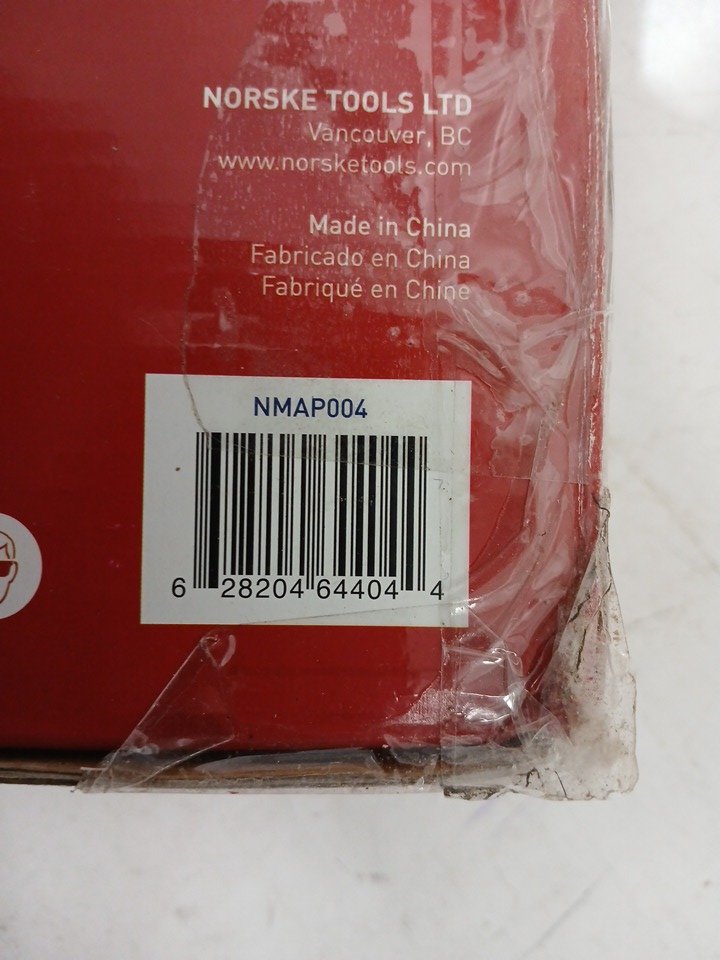 NORSKE TOOLS LTD
Vancouver, BC
www.norsketools.com
Made in China
Fabricado en China
Fabriqué en Chine
NMAP004
6 28204 64404 4